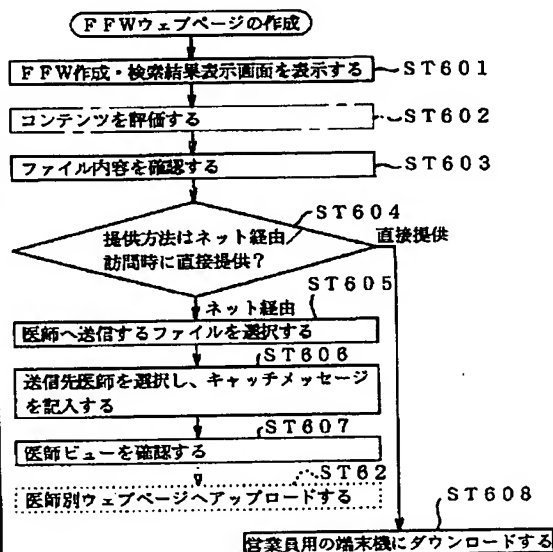 FFWウェブページの作成
FFW作成・検索結果表示画面を表示する
ST601
コンテンツを評価する
ST602
ファイル内容を確認する
ST603
ST604
提供方法はネット経由
訪問時に直接提供?
直接提供
ネット経由
ST605
医師へ送信するファイルを選択する
ST606
送信先医師を選択し、キャッチメッセージ
を記入する
ST607
医師ビューを確認する
ST62
医師別ウェブページへアップロードする
ST608
営業員用の端末機にダウンロードする